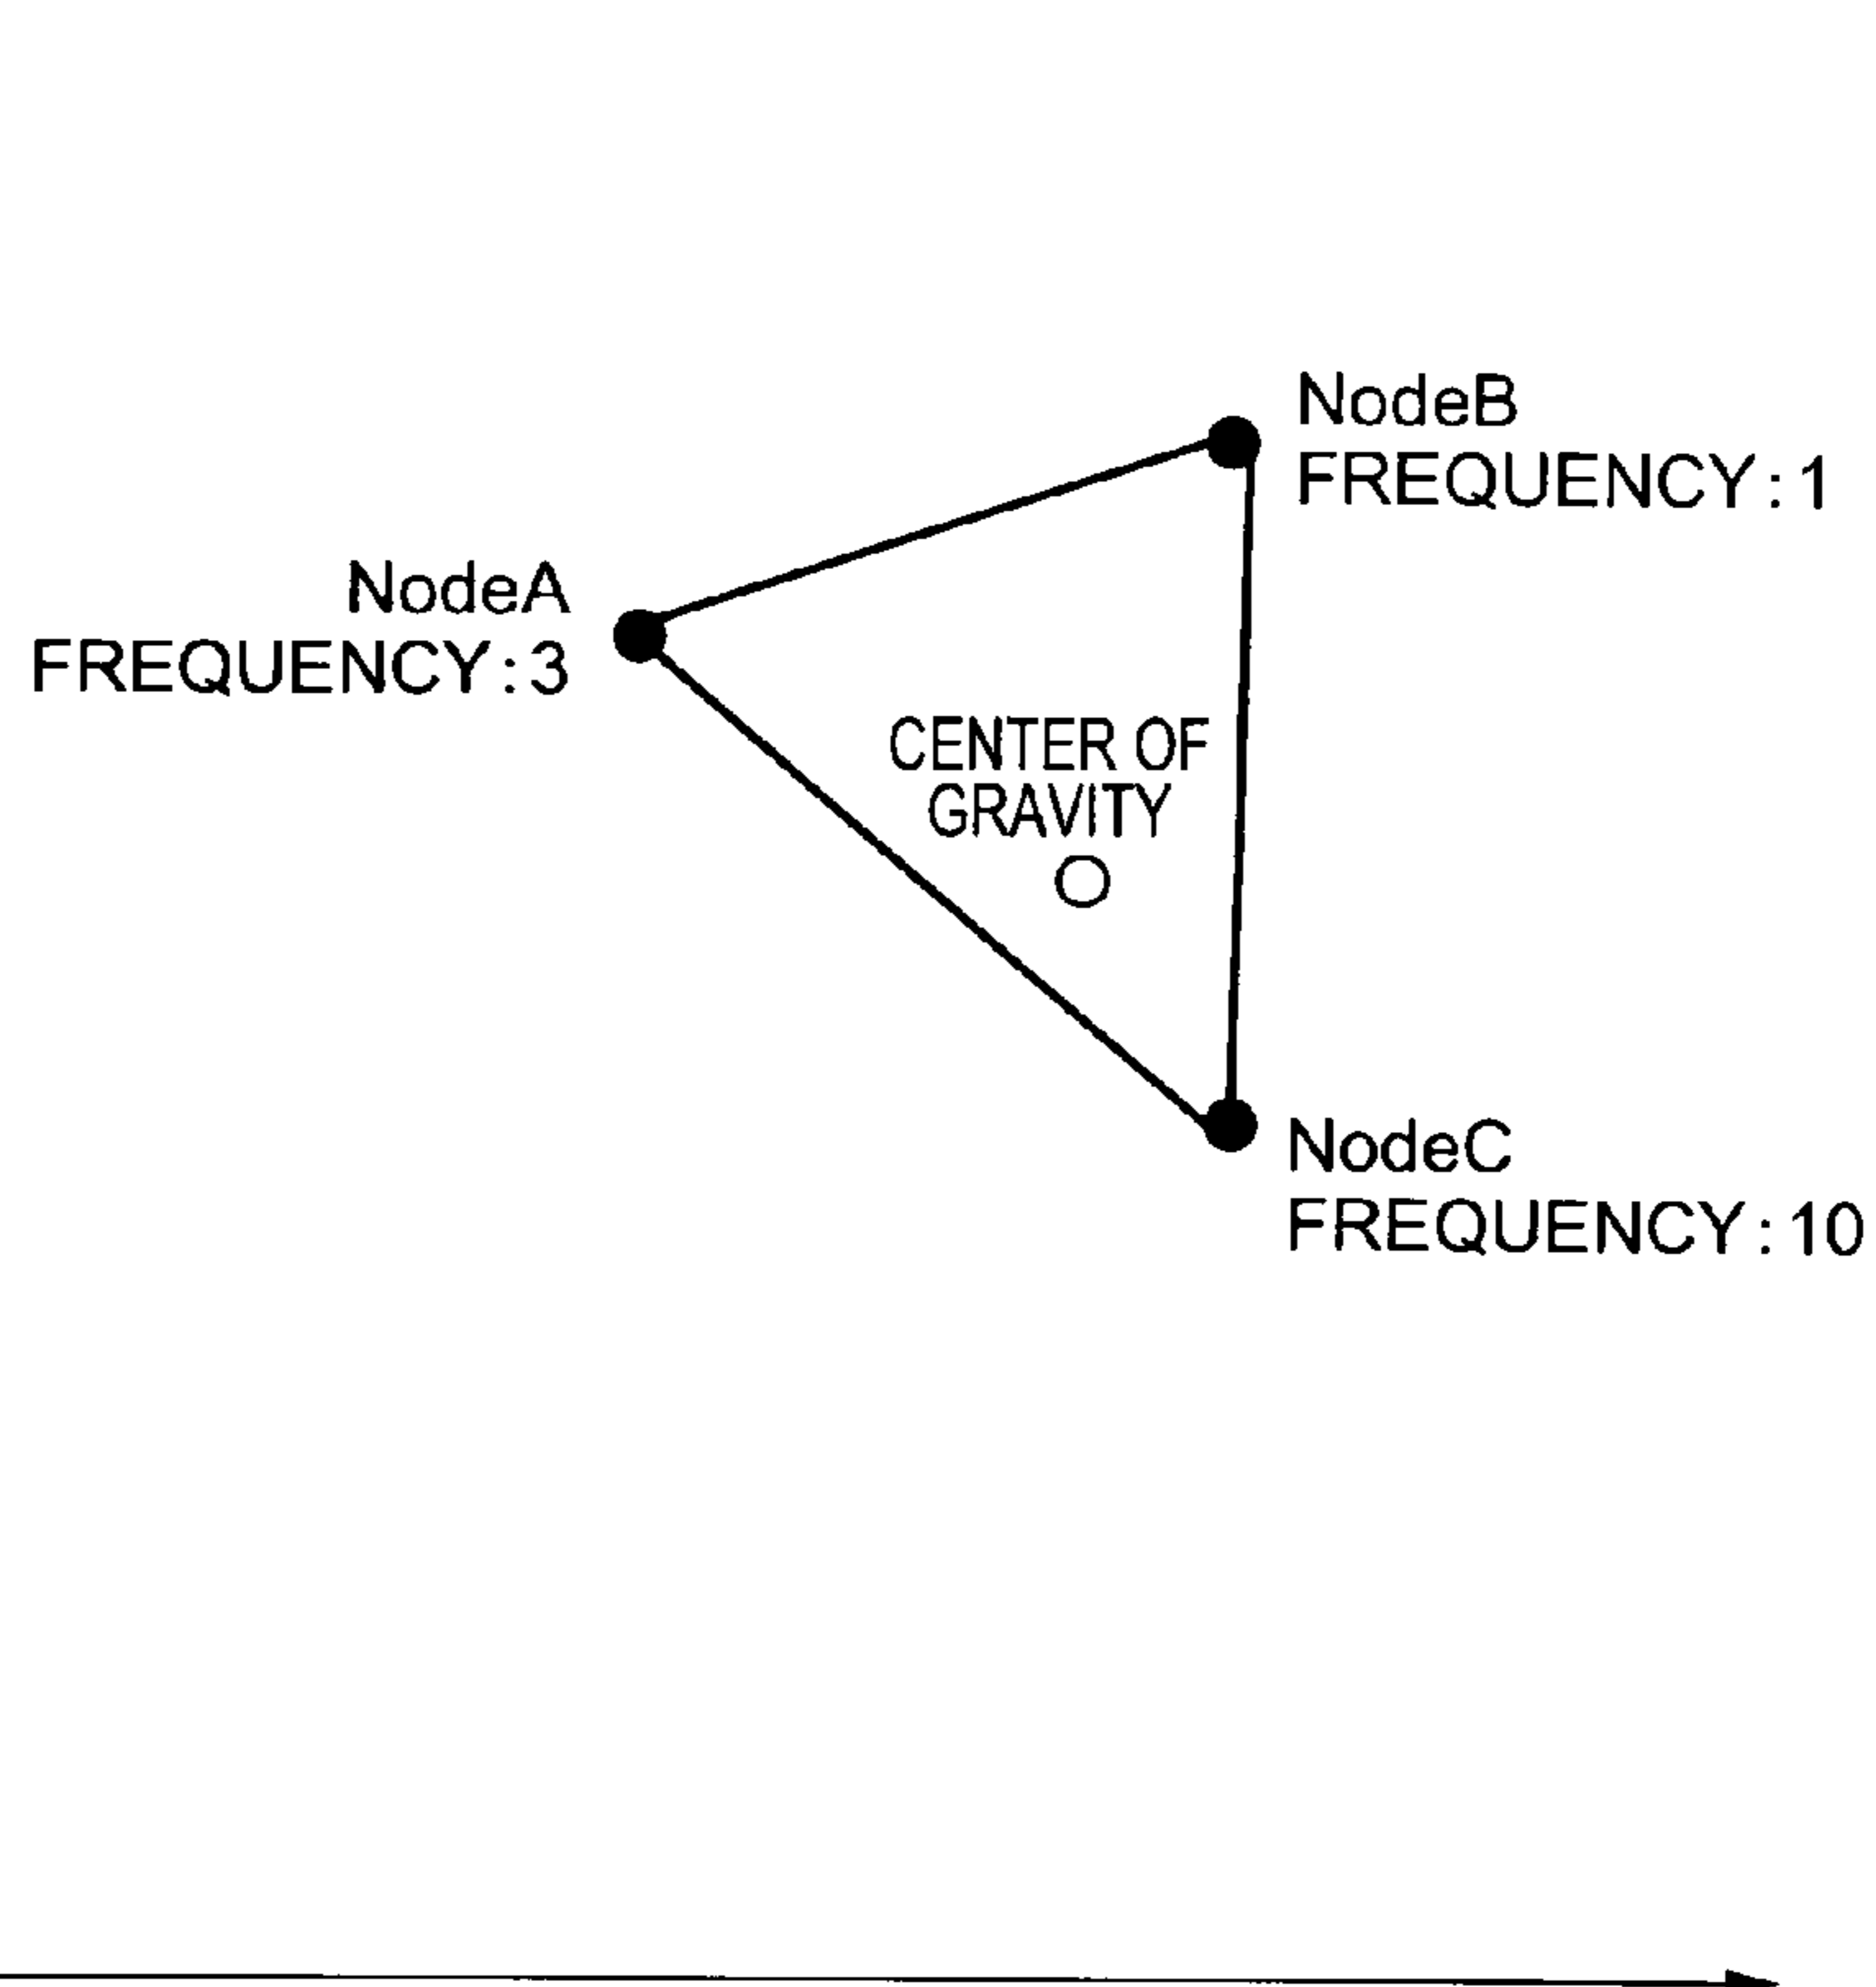 NodeB
FREQUENCY:1
NodeA
FREQUENCY:3
CENTER OF
GRAVITY
NodeC
FREQUENCY:10